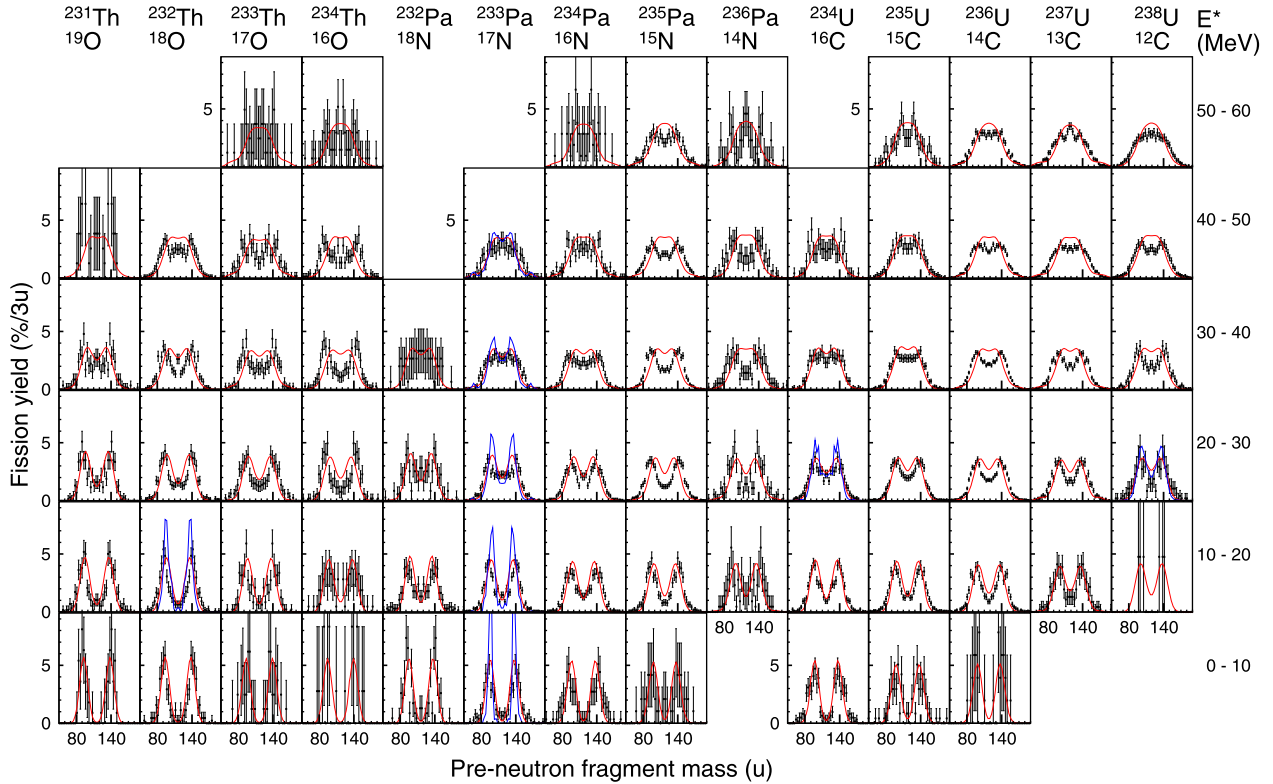 231Th 232Th 233Th 234Th 232Pa 233Pa 234Pa 235Pa 236Pa 234U 235U 236U 237U 238U E*
19O 18O 17O 16O 18N 17N 16N 15N 14N 16C 15C 14C 13C 12C (MeV)
5 5 5 50 - 60
5 5 40 - 50
0
5 30 - 40
0
5 20 - 30
0
5 10 - 20
0 80 140 80 140 80 140
5 5 0 - 10
0 0
80 140 80 140 80 140 80 140 80 140 80 140 80 140 80 140 80 140 80 140 80 140
Fission yield (%/3u)
Pre-neutron fragment mass (u)